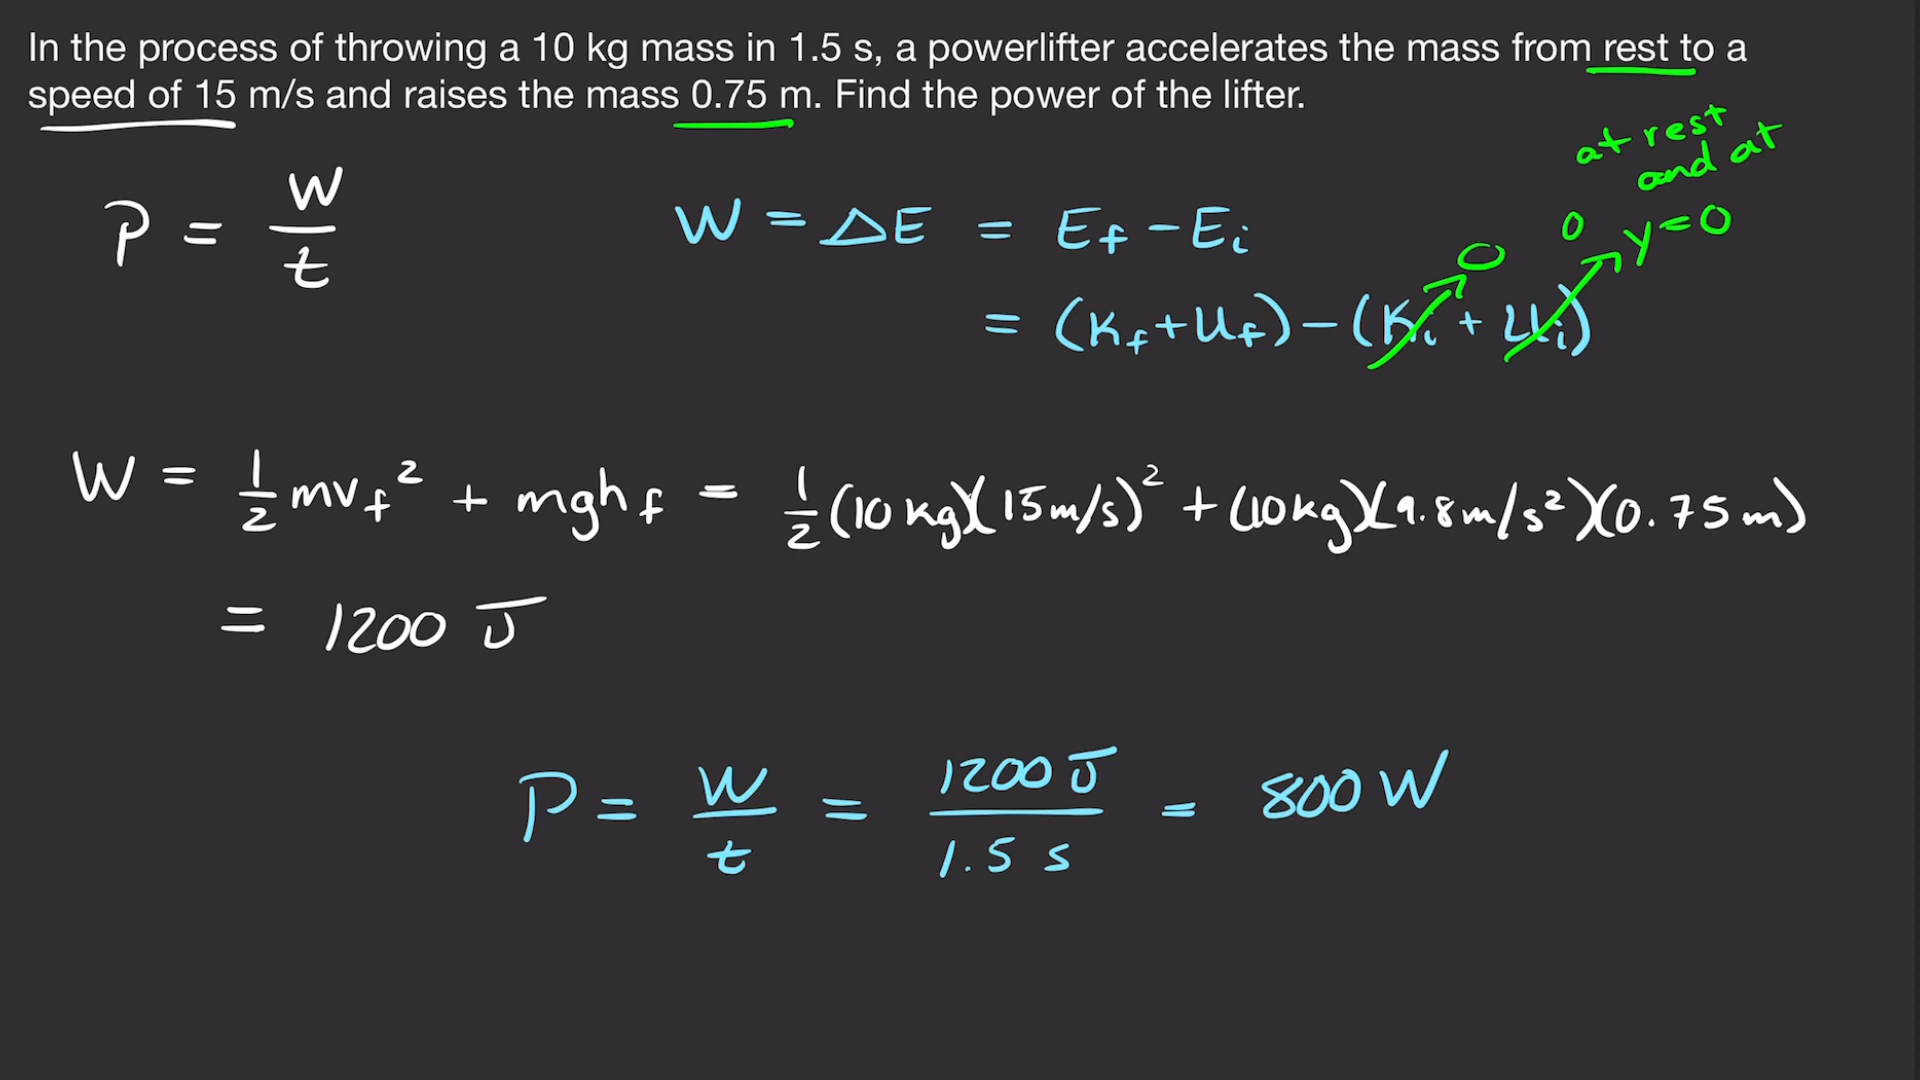 In the process of throwing a 10 kg mass in 1.5 s, a powerlifter accelerates the mass from rest to a
speed of 15 m/s and raises the mass 0.75 m. Find the power of the lifter.
at rest
and at
y=0
P = W/t
W = ΔE = Ef - Ei
0 0
= (Kf + Uf) - (Ki + Ui)
W = 1/2 mvf² + mghf = 1/2 (10 kg)(15 m/s)² + (10 kg)(9.8 m/s²)(0.75 m)
= 1200 J
P = W/t = 1200 J/1.5 s = 800 W